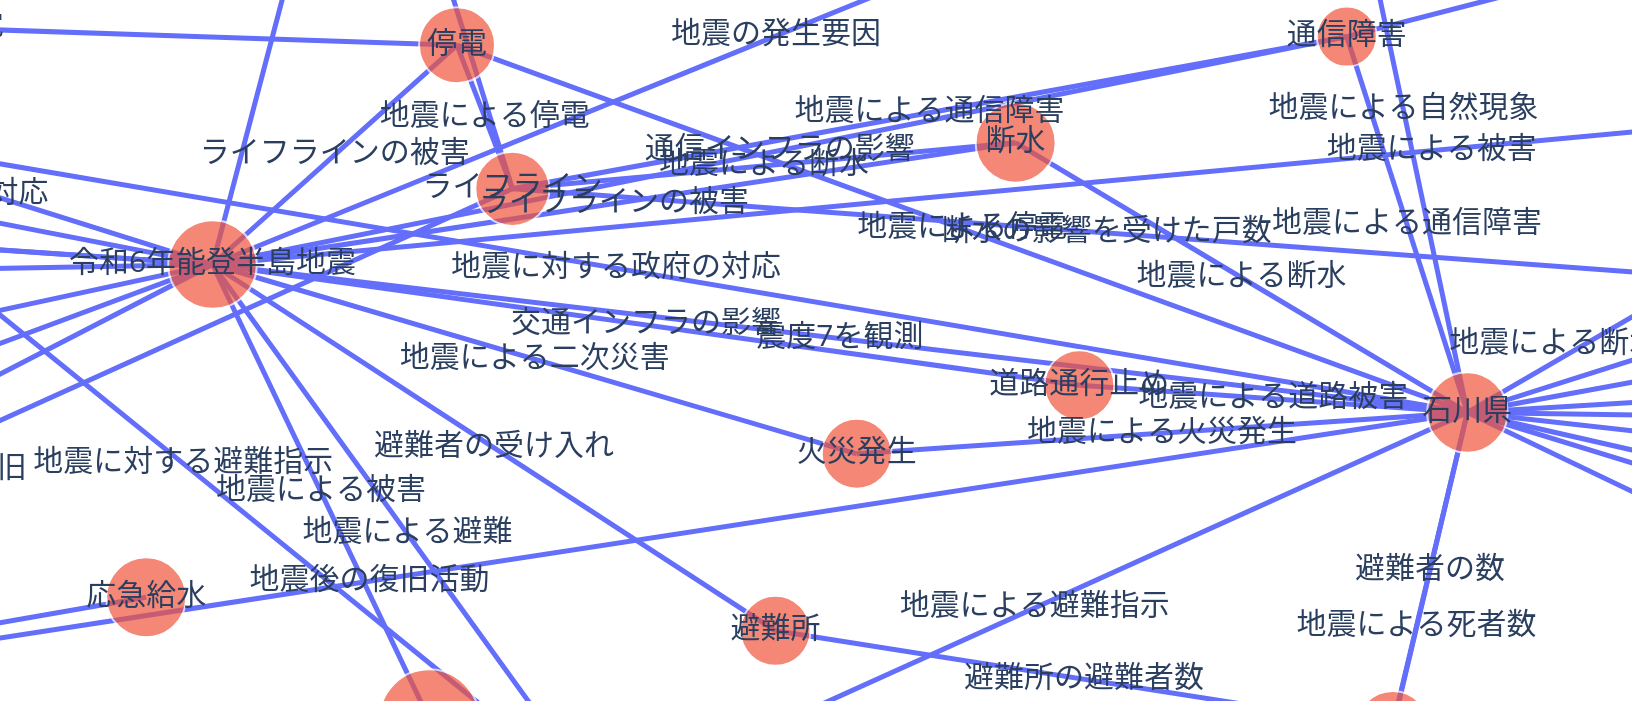 地震の発生要因
通信障害
停電
地震による停電
地震による通信障害
地震による自然現象
断水
ライフラインの被害
通信インフラの影響
地震による断水
地震による被害
ライフライン
ライフラインの被害
対応
地震による停電
断水の影響を受けた戸数
地震による通信障害
令和6年能登半島地震
地震に対する政府の対応
地震による断水
交通インフラの影響
震度7を観測
地震による断
地震による二次災害
道路通行止め
地震による道路被害
石川県
地震による火災発生
避難者の受け入れ
火災発生
旧
地震に対する避難指示
地震による被害
地震による避難
地震後の復旧活動
避難者の数
応急給水
地震による避難指示
避難所
地震による死者数
避難所の避難者数